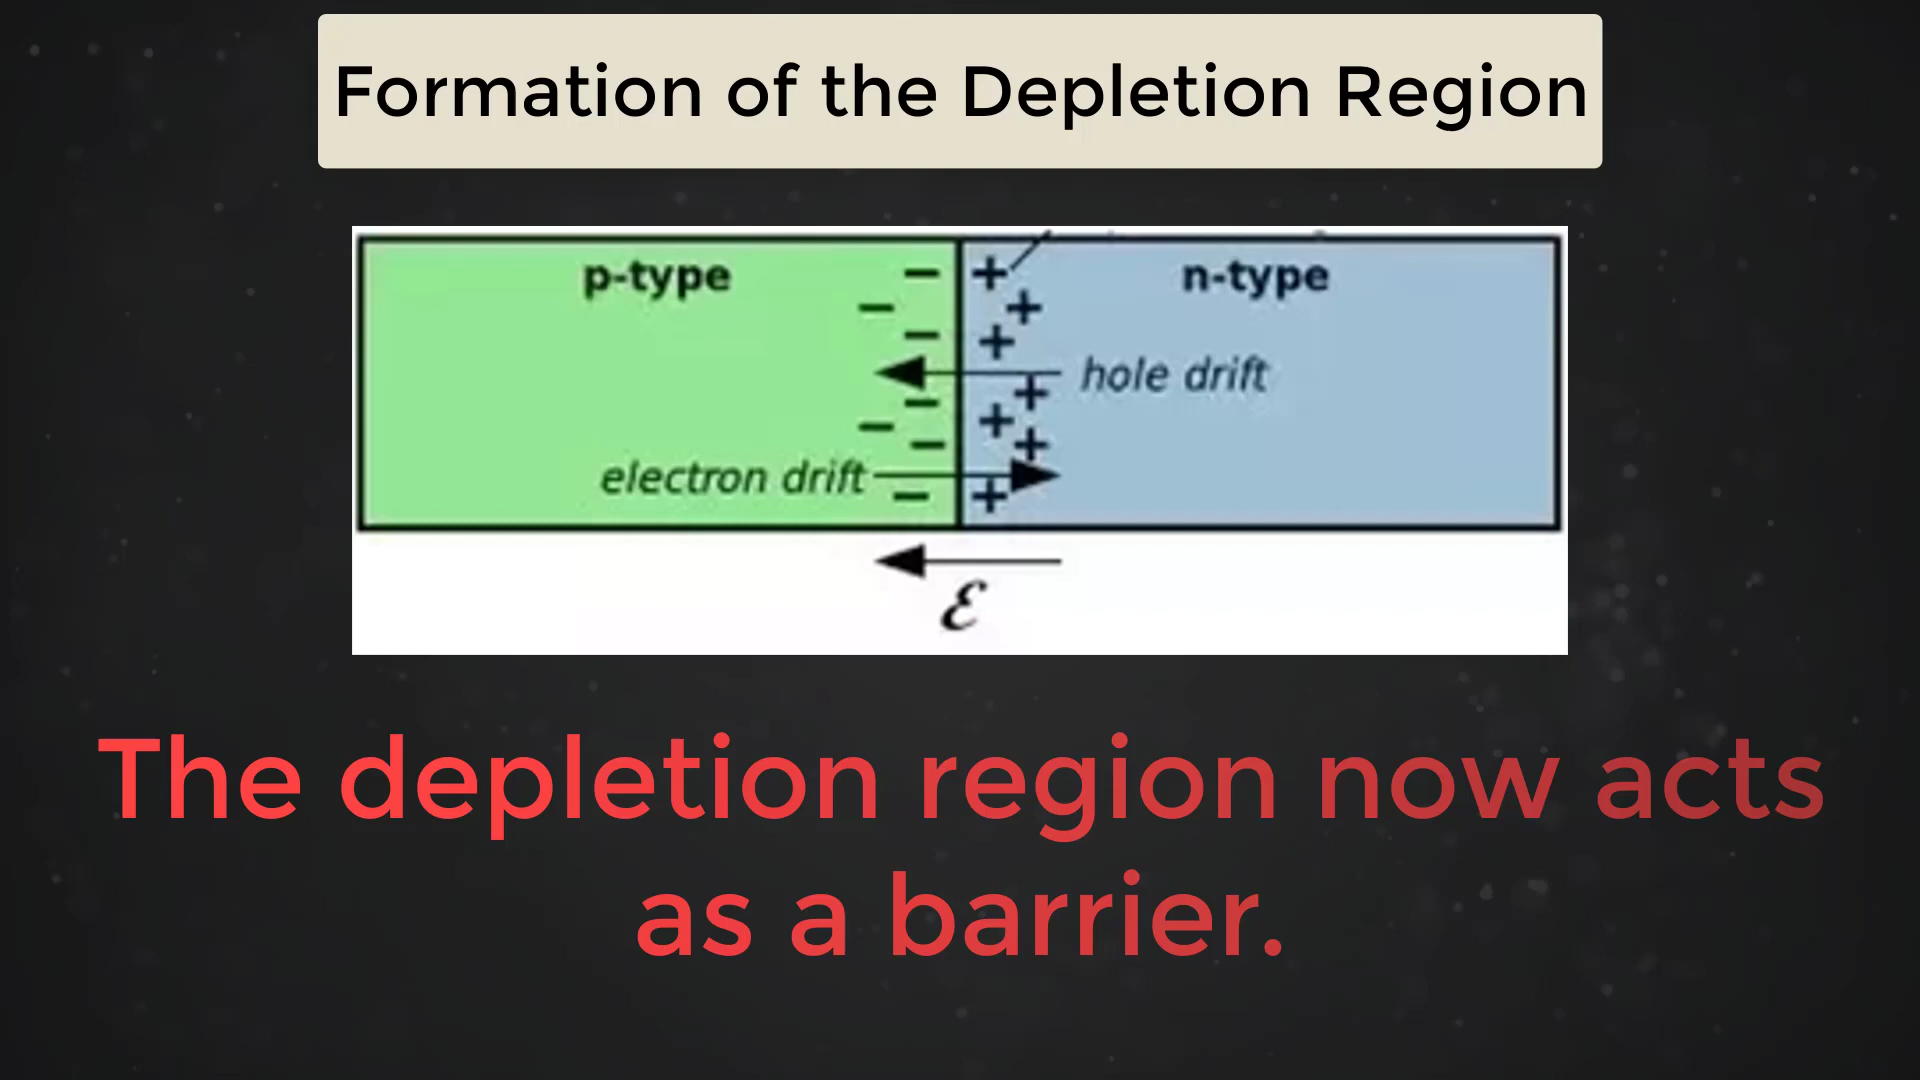 Formation of the Depletion Region
p-type
n-type
hole drift
electron drift
ℰ
The depletion region now acts
as a barrier.